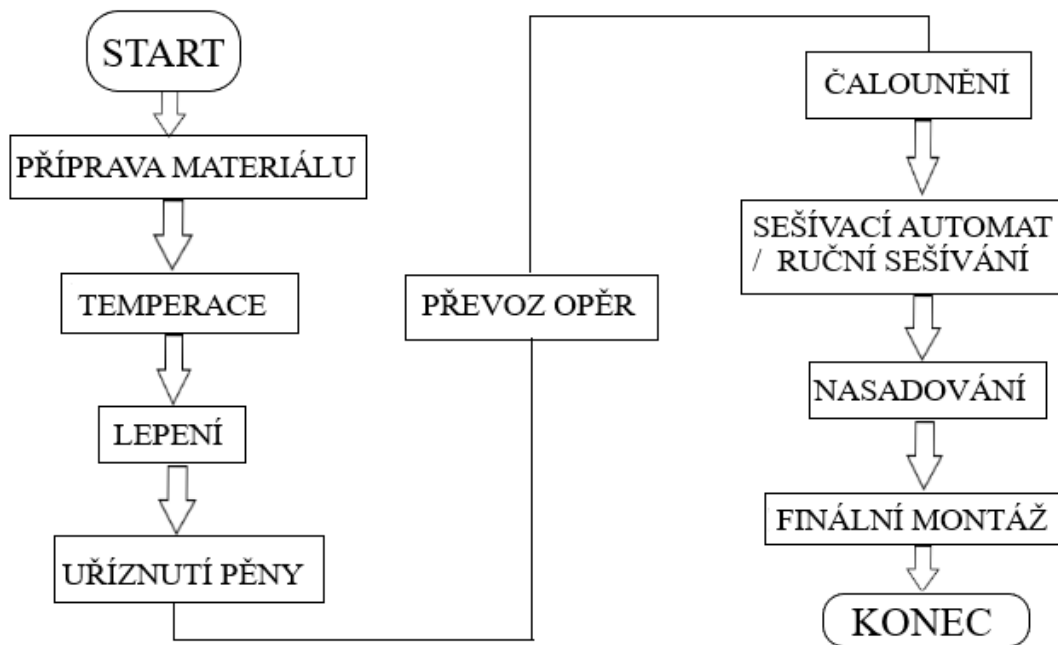 START
PŘÍPRAVA MATERIÁLU
TEMPERACE
LEPENÍ
UŘÍZNUTÍ PĚNY
PŘEVOZ OPĚR
ČALOUNĚNÍ
SEŠÍVACÍ AUTOMAT
/ RUČNÍ SEŠÍVÁNÍ
NASADOVÁNÍ
FINÁLNÍ MONTÁŽ
KONEC